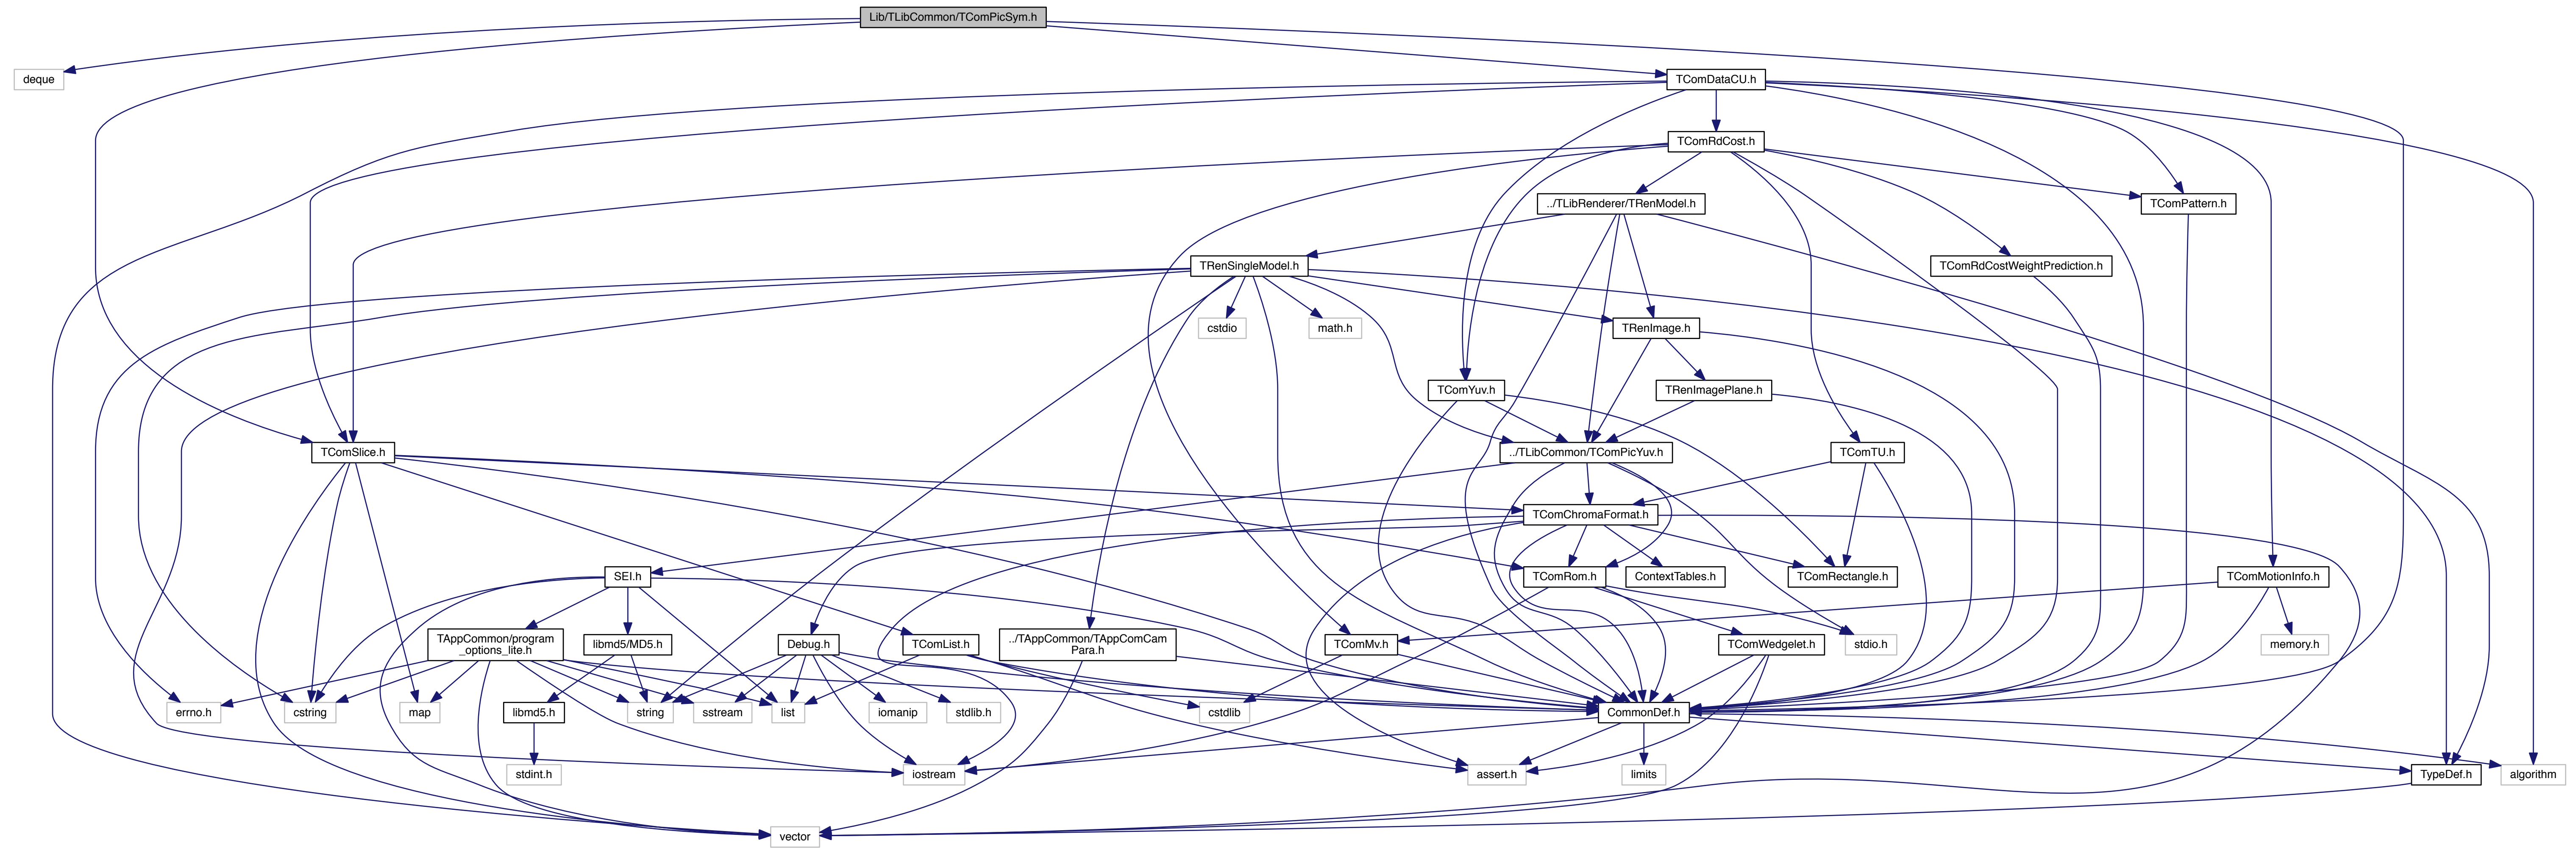 Lib/TLibCommon/TComPicSym.h
deque
TComDataCU.h
TComRdCost.h
../TLibRenderer/TRenModel.h
TComPattern.h
TRenSingleModel.h
TComRdCostWeightPrediction.h
cstdio
math.h
TRenImage.h
TComYuv.h
TRenImagePlane.h
TComSlice.h
../TLibCommon/TComPicYuv.h
TComTU.h
TComChromaFormat.h
SEI.h
TComRom.h
ContextTables.h
TComRectangle.h
TComMotionInfo.h
TAppCommon/program
_options_lite.h
libmd5/MD5.h
Debug.h
TComList.h
../TAppCommon/TAppComCam
Para.h
TComMv.h
TComWedgelet.h
stdio.h
memory.h
errno.h
cstring
map
libmd5.h
string
sstream
list
iomanip
stdlib.h
cstdlib
CommonDef.h
stdint.h
iostream
assert.h
limits
TypeDef.h
algorithm
vector